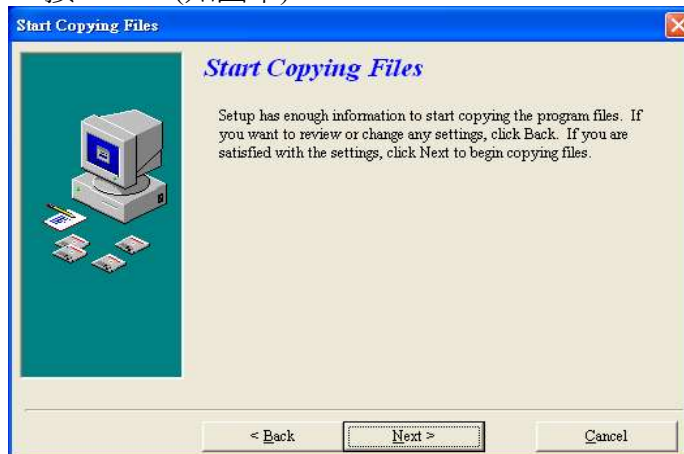 Start Copying Files
Start Copying Files
Setup has enough information to start copying the program files. If
you want to review or change any settings, click Back. If you are
satisfied with the settings, click Next to begin copying files.
< Back
Next >
Cancel